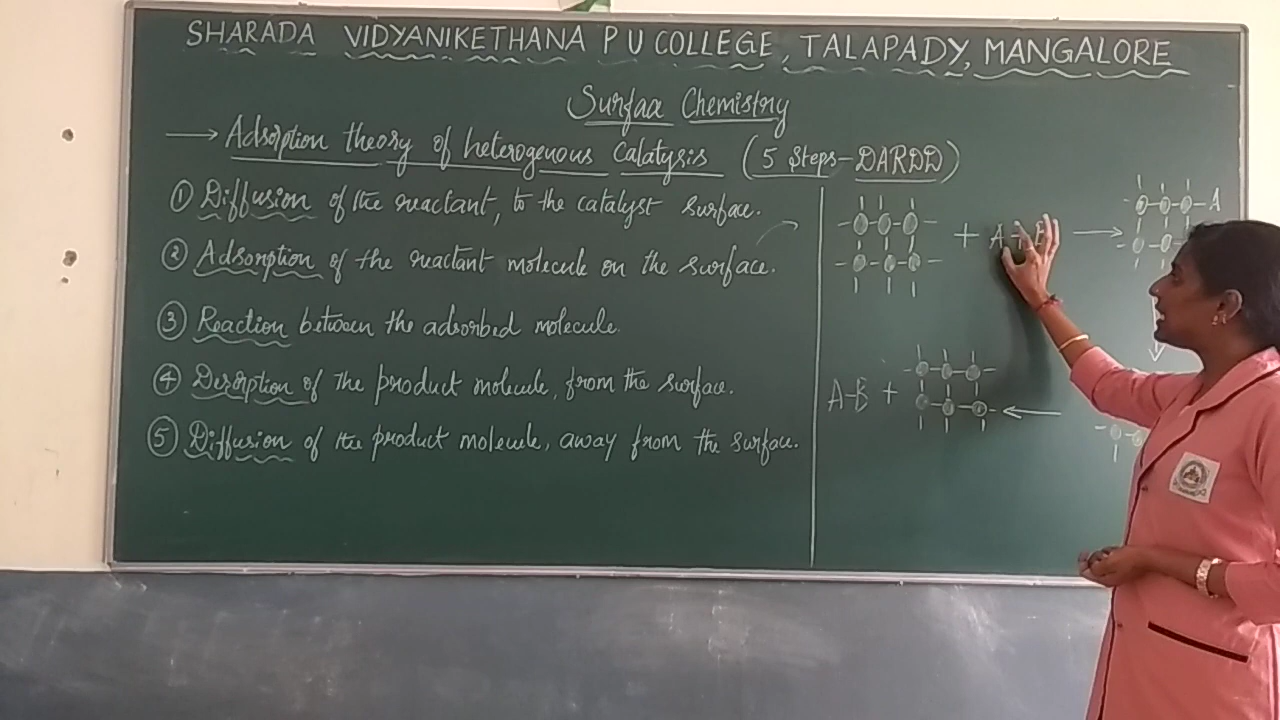 SHARADA VIDYANIKETHANA P U COLLEGE, TALAPADY, MANGALORE
Surface Chemistry
→ Adsorption theory of heterogenous Catalysis (5 Steps-DARDD)
① Diffusion of the reactant, to the catalyst surface.
② Adsorption of the reactant molecule on the surface.
③ Reaction between the adsorbed molecule.
④ Desorption of the product molecule, from the surface.
⑤ Diffusion of the product molecule, away from the surface.
+ A + B → A
A-B + ←